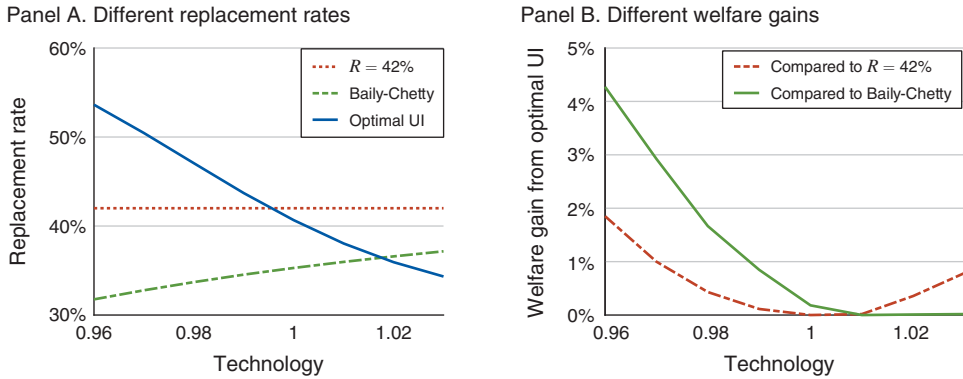 Panel A. Different replacement rates
Replacement rate
60%
50%
40%
30%
R = 42%
Baily-Chetty
Optimal UI
0.96
0.98
1
1.02
Technology
Panel B. Different welfare gains
Welfare gain from optimal UI
5%
4%
3%
2%
1%
0%
Compared to R = 42%
Compared to Baily-Chetty
0.96
0.98
1
1.02
Technology